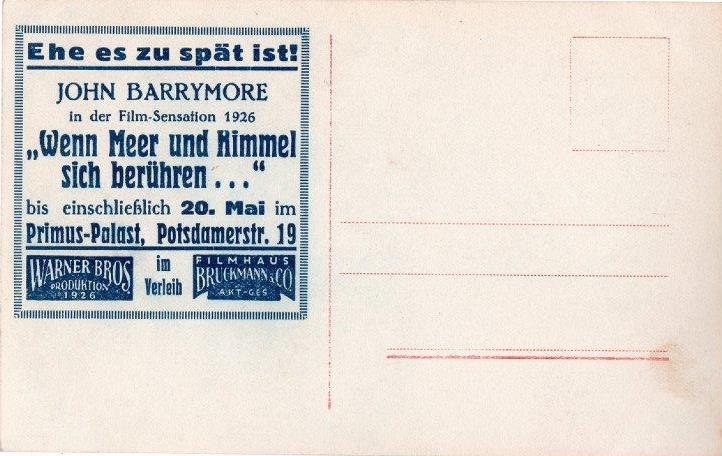 Ehe es zu spät ist!
JOHN BARRYMORE
in der Film-Sensation 1926
„Wenn Meer und Himmel
sich berühren . . .“
bis einschließlich 20. Mai im
Primus-Palast, Potsdamerstr. 19
WARNER BROS
PRODUKTION
1926
im
Verleih
FILMHAUS
BRUCKMANN & CO
AKT-GES